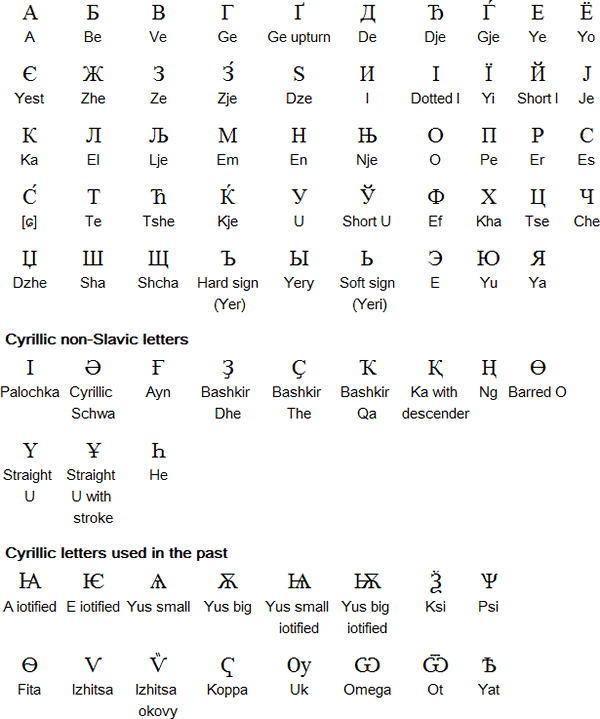 А Б В Г Ґ Д Ђ Ѓ Е Ё
A Be Ve Ge Ge upturn De Dje Gje Ye Yo
Є Ж З З́ Ѕ И І Ї Й Ј
Yest Zhe Ze Zje Dze I Dotted I Yi Short I Je
К Л Љ М Н Њ О П Р С
Ka El Lje Em En Nje O Pe Er Es
С́ Т Ћ Ќ У Ў Ф Х Ц Ч
[ɕ] Te Tshe Kje U Short U Ef Kha Tse Che
Џ Ш Щ Ъ Ы Ь Э Ю Я
Dzhe Sha Shcha Hard sign Yery Soft sign E Yu Ya
(Yer) (Yeri)
Cyrillic non-Slavic letters
Ӏ Ә Ғ Ҙ Ҫ Ҡ Қ Ң Ө
Palochka Cyrillic Ayn Bashkir Bashkir Bashkir Ka with Ng Barred O
Schwa Dhe The Qa descender
Ү Ұ Һ
Straight Straight He
U U with
stroke
Cyrillic letters used in the past
Ꙗ Ѥ Ѧ Ѫ Ѩ Ѭ Ѯ Ѱ
A iotified E iotified Yus small Yus big Yus small Yus big Ksi Psi
iotified iotified
Ѳ Ѵ Ѷ Ҁ Оу Ѡ Ѿ Ѣ
Fita Izhitsa Izhitsa Koppa Uk Omega Ot Yat
okovy